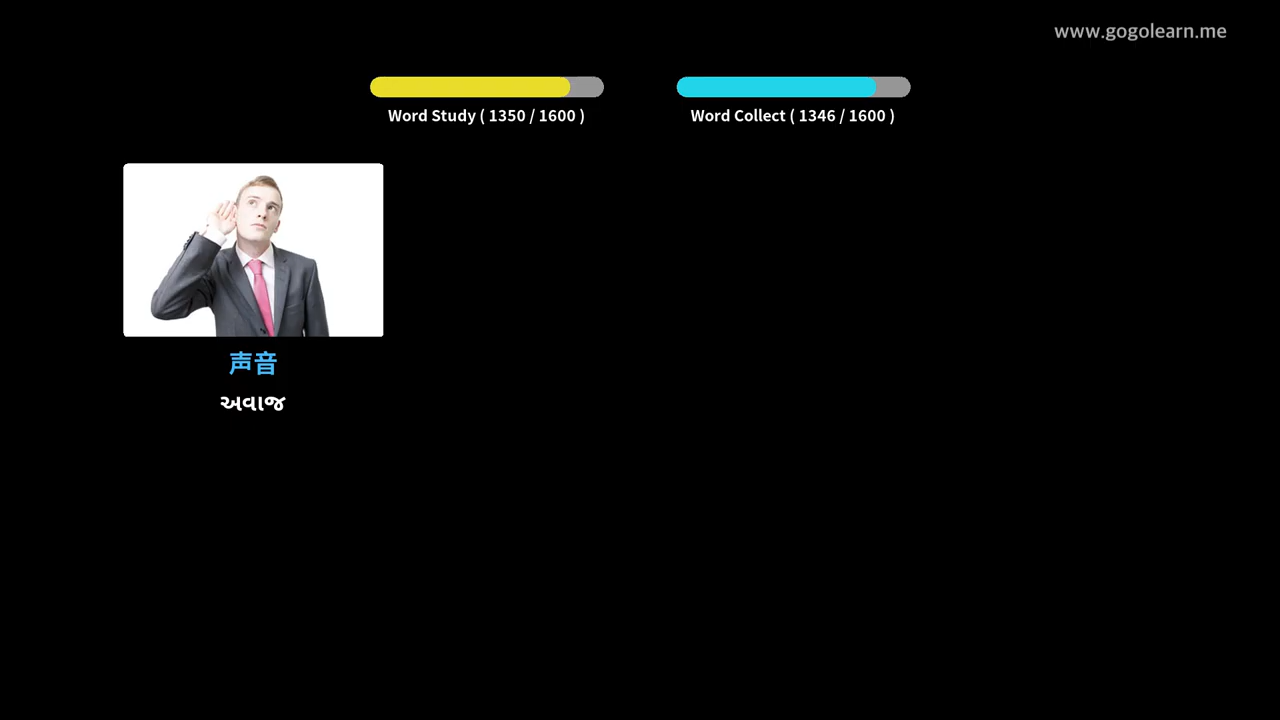 www.gogolearn.me
Word Study ( 1350 / 1600 )
Word Collect ( 1346 / 1600 )
声音
અવાજ